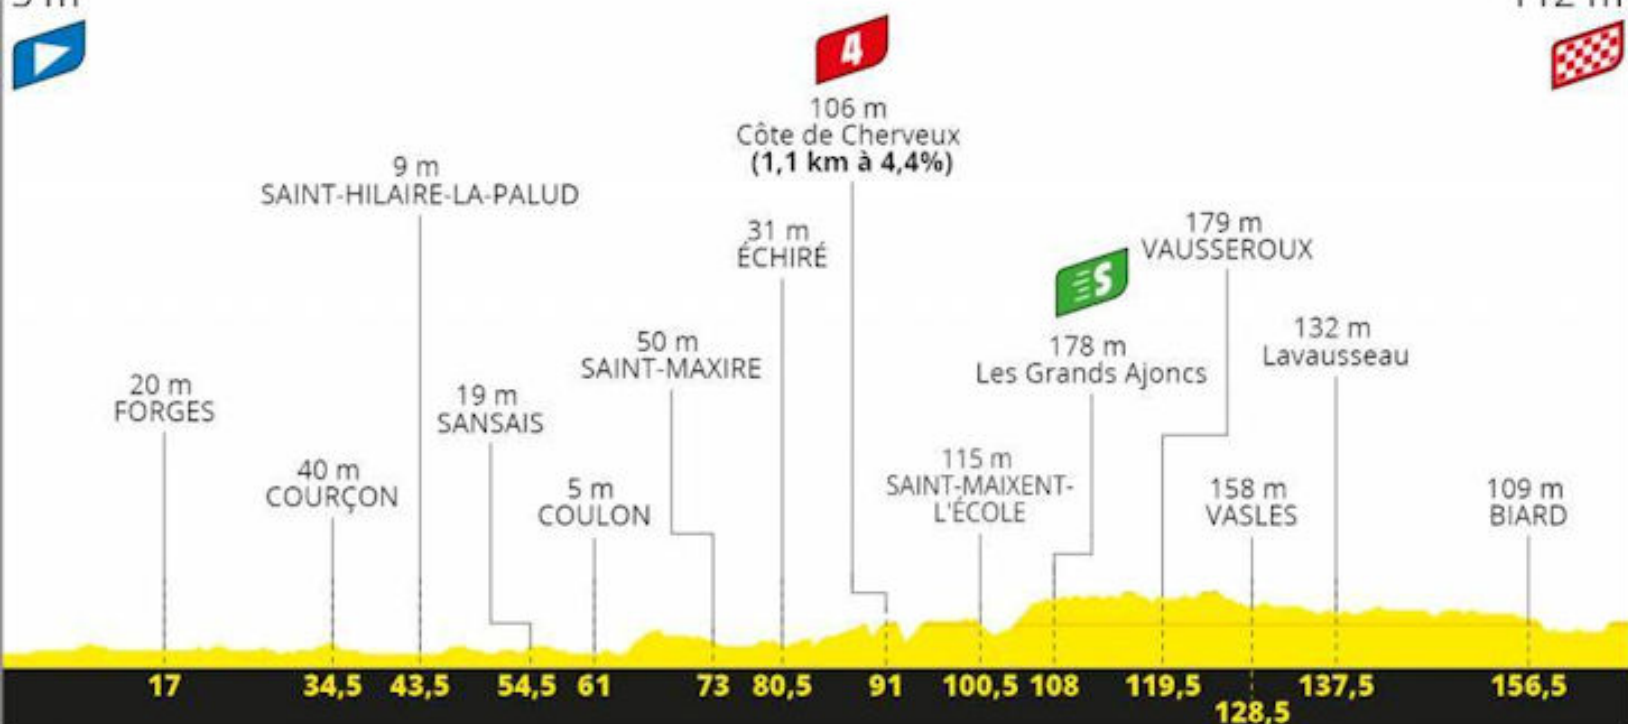 4
106 m
Côte de Cherveux
(1,1 km à 4,4%)
9 m
SAINT-HILAIRE-LA-PALUD
31 m
ÉCHIRÉ
179 m
VAUSSEROUX
S
50 m
SAINT-MAXIRE
178 m
Les Grands Ajoncs
132 m
Lavausseau
20 m
FORGES
19 m
SANSAIS
40 m
COURÇON
5 m
COULON
115 m
SAINT-MAIXENT-
L'ÉCOLE
158 m
VASLES
109 m
BIARD
17 34,5 43,5 54,5 61 73 80,5 91 100,5 108 119,5 137,5 156,5
128,5